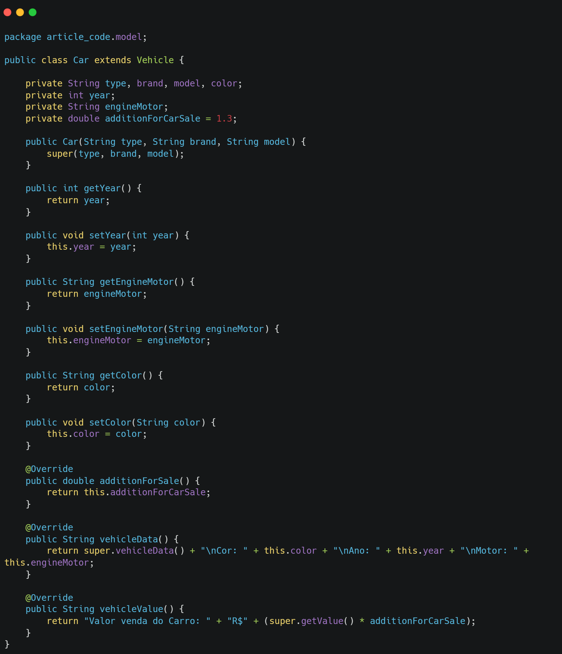 package article_code.model;

public class Car extends Vehicle {

    private String type, brand, model, color;
    private int year;
    private String engineMotor;
    private double additionForCarSale = 1.3;

    public Car(String type, String brand, String model) {
        super(type, brand, model);
    }

    public int getYear() {
        return year;
    }

    public void setYear(int year) {
        this.year = year;
    }

    public String getEngineMotor() {
        return engineMotor;
    }

    public void setEngineMotor(String engineMotor) {
        this.engineMotor = engineMotor;
    }

    public String getColor() {
        return color;
    }

    public void setColor(String color) {
        this.color = color;
    }

    @Override
    public double additionForSale() {
        return this.additionForCarSale;
    }

    @Override
    public String vehicleData() {
        return super.vehicleData() + "\nCor: " + this.color + "\nAno: " + this.year + "\nMotor: " +
this.engineMotor;
    }

    @Override
    public String vehicleValue() {
        return "Valor venda do Carro: " + "R$" + (super.getValue() * additionForCarSale);
    }
}